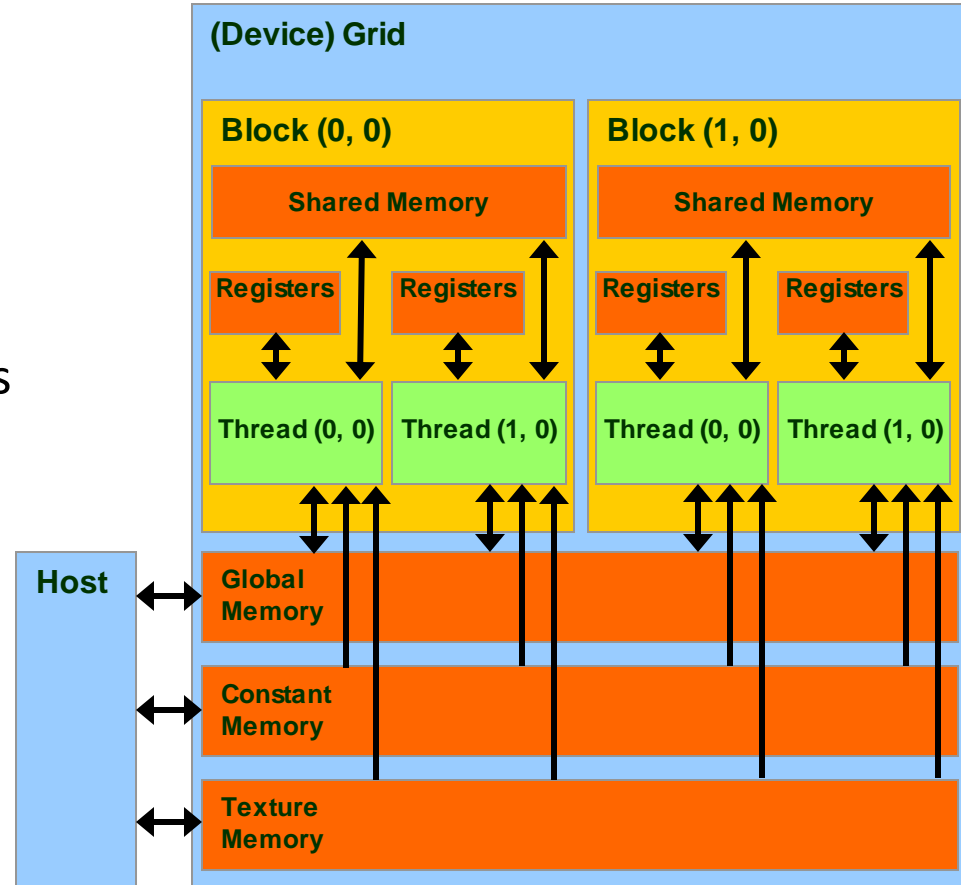 (Device) Grid
Block (0, 0)
Block (1, 0)
Shared Memory
Shared Memory
Registers
Registers
Registers
Registers
s
Thread (0, 0)
Thread (1, 0)
Thread (0, 0)
Thread (1, 0)
Host
Global
Memory
Constant
Memory
Texture
Memory